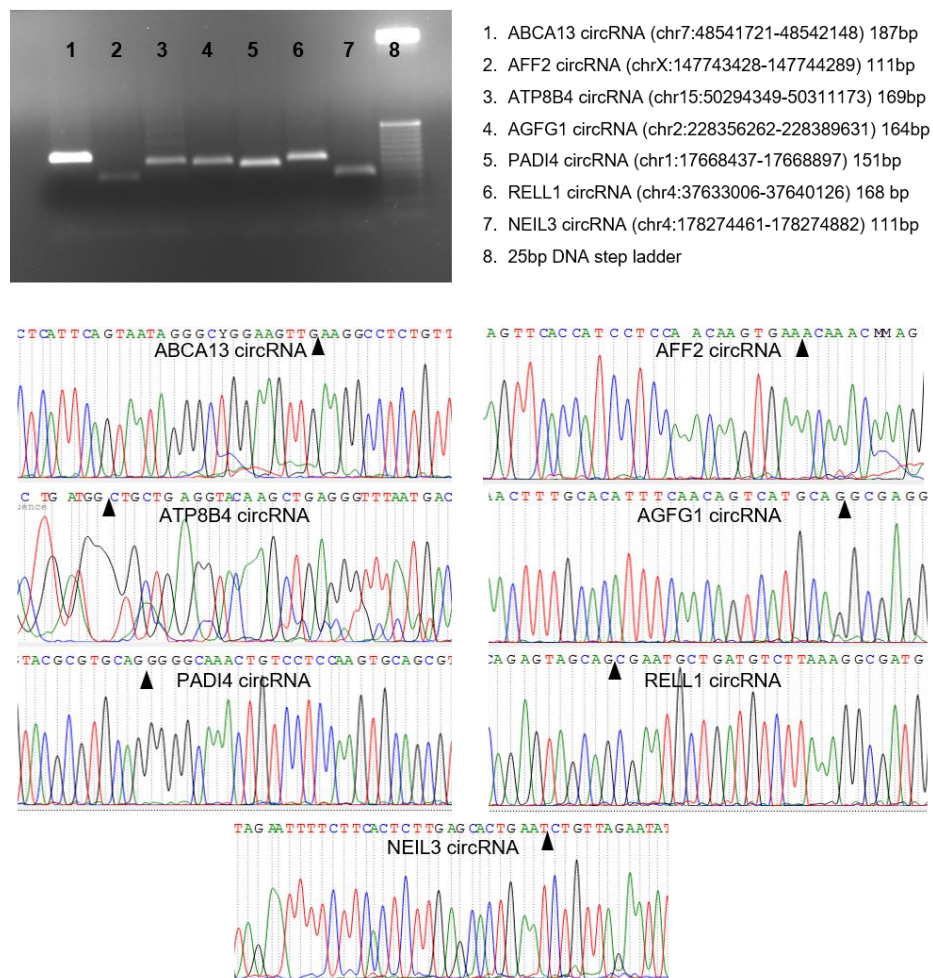 1 2 3 4 5 6 7 8
1. ABCA13 circRNA (chr7:48541721-48542148) 187bp
2. AFF2 circRNA (chrX:147743428-147744289) 111bp
3. ATP8B4 circRNA (chr15:50294349-50311173) 169bp
4. AGFG1 circRNA (chr2:228356262-228389631) 164bp
5. PADI4 circRNA (chr1:17668437-17668897) 151bp
6. RELL1 circRNA (chr4:37633006-37640126) 168 bp
7. NEIL3 circRNA (chr4:178274461-178274882) 111bp
8. 25bp DNA step ladder
CTCATTCAGTAATAGGGCYGGAAGTTGAAGGCCTCTGTT
ABCA13 circRNA
AGTTCACCATCCTCCA ACAAGTGAAACAAACMMAG
AFF2 circRNA
C TG ATGGCTGCTG AGGTACAAGCTGAGGGTTTAATGAC
ATP8B4 circRNA
AACTTTGCACATTTCAACAGTCATGCAGGCGAGG
AGFG1 circRNA
TACGCGTGCAGGGGGCAAACTGTCCTCCAAGTGCAGCGT
PADI4 circRNA
CAGAGTAGCAGCGAATGCTGATGTCTTAAAGGCGATG
RELL1 circRNA
TAGAATTTTCTTCACTCTTGAGCACTGAATCTGTTAGAATAT
NEIL3 circRNA